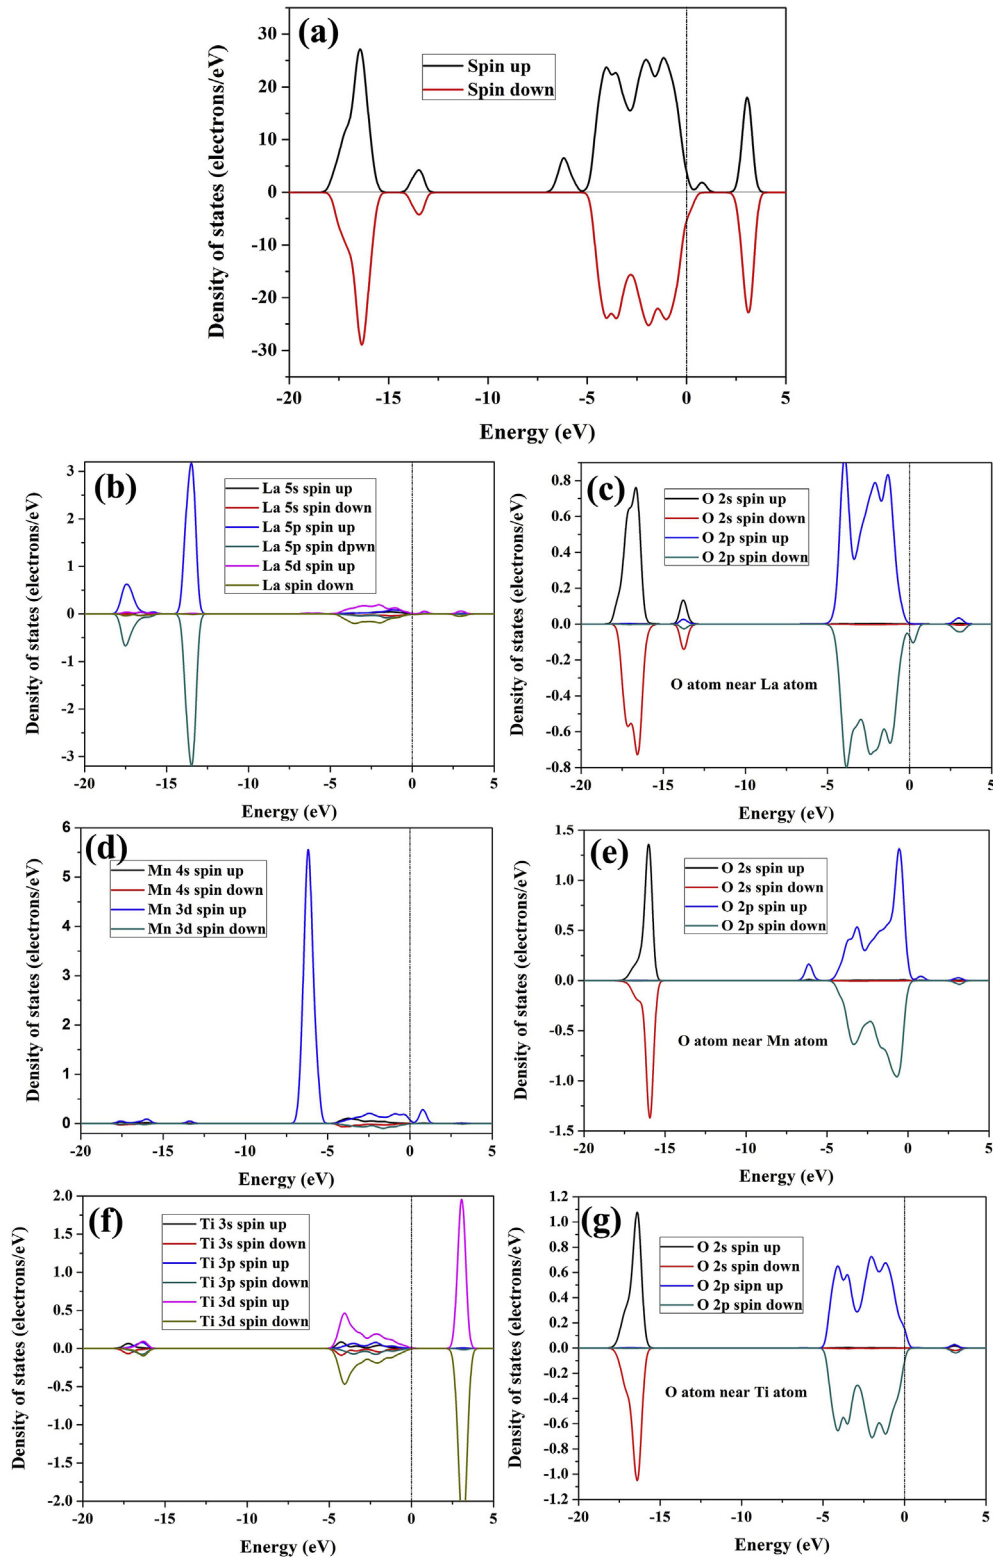 (a)
Spin up
Spin down
Density of states (electrons/eV)
30
20
10
0
-10
-20
-30
-20
-15
-10
-5
0
5
Energy (eV)
(b)
La 5s spin up
La 5s spin down
La 5p spin up
La 5p spin dpwn
La 5d spin up
La spin down
Density of states (electrons/eV)
3
2
1
0
-1
-2
-3
-20
-15
-10
-5
0
5
Energy (eV)
(c)
O 2s spin up
O 2s spin down
O 2p spin up
O 2p spin down
O atom near La atom
Density of states (electrons/eV)
0.8
0.6
0.4
0.2
0.0
-0.2
-0.4
-0.6
-0.8
-20
-15
-10
-5
0
5
Energy (eV)
(d)
Mn 4s spin up
Mn 4s spin down
Mn 3d spin up
Mn 3d spin down
Density of states (electrons/eV)
6
5
4
3
2
1
0
-20
-15
-10
-5
0
5
Energy (eV)
(e)
O 2s spin up
O 2s spin down
O 2p spin up
O 2p spin down
O atom near Mn atom
Density of states (electrons/eV)
1.5
1.0
0.5
0.0
-0.5
-1.0
-1.5
-20
-15
-10
-5
0
5
Energy (eV)
(f)
Ti 3s spin up
Ti 3s spin down
Ti 3p spin up
Ti 3p spin down
Ti 3d spin up
Ti 3d spin down
Density of states (electrons/eV)
2.0
1.5
1.0
0.5
0.0
-0.5
-1.0
-1.5
-2.0
-20
-15
-10
-5
0
5
Energy (eV)
(g)
O 2s spin up
O 2s spin down
O 2p sipn up
O 2p spin down
O atom near Ti atom
Density of states (electrons/eV)
1.2
1.0
0.8
0.6
0.4
0.2
0.0
-0.2
-0.4
-0.6
-0.8
-1.0
-1.2
-20
-15
-10
-5
0
5
Energy (eV)